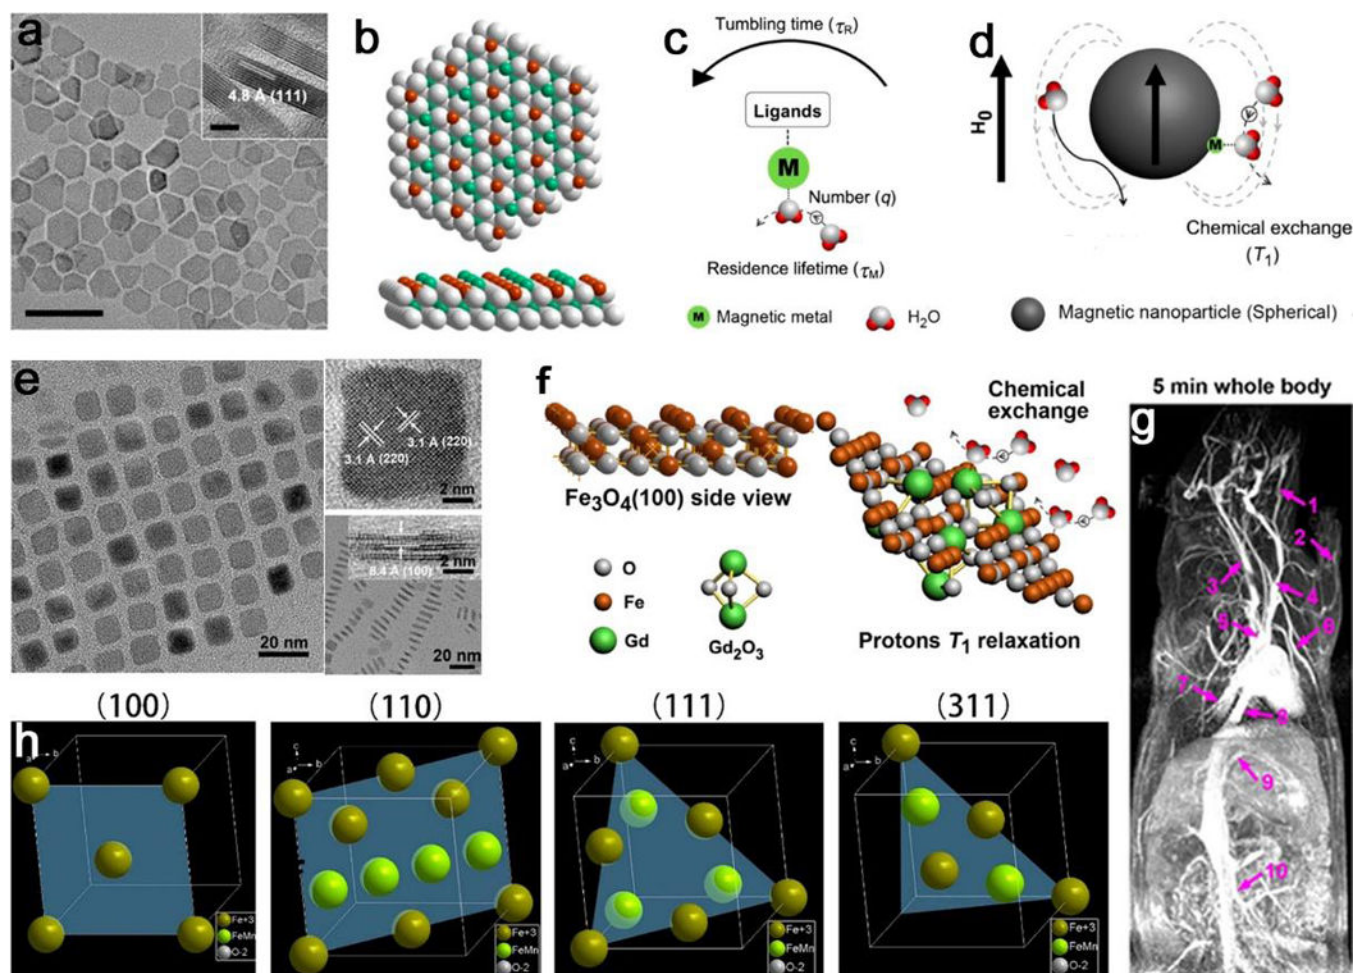 a
4.8 Å (111)
b
c
Tumbling time (τR)
Ligands
M
Number (q)
Residence lifetime (τM)
M Magnetic metal
H2O
d
H0
M
Chemical exchange
(T1)
Magnetic nanoparticle (Spherical)
e
20 nm
3.1 Å (220)
3.1 Å (220)
2 nm
8.4 Å (100)
2 nm
20 nm
f
Fe3O4(100) side view
O
Fe
Gd
Gd2O3
Chemical
exchange
Protons T1 relaxation
5 min whole body
g
1
2
3
4
5
6
7
8
9
10
h
(100)
a
b
Fe+3
FeMn
O-2
(110)
c
a
b
Fe+3
FeMn
O-2
(111)
c
a
b
Fe+3
FeMn
O-2
(311)
c
a
b
Fe+3
FeMn
O-2